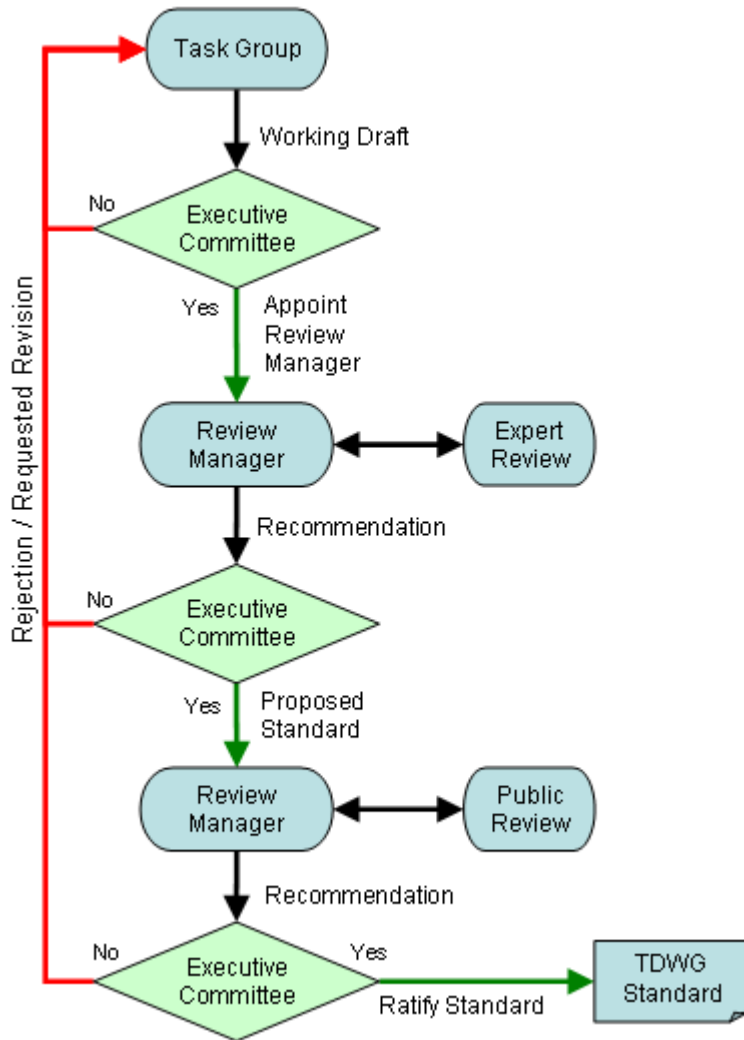 Task Group
Working Draft
No
Executive
Committee
Yes
Appoint
Review
Manager
Rejection / Requested Revision
Review
Manager
Expert
Review
Recommendation
No
Executive
Committee
Yes
Proposed
Standard
Review
Manager
Public
Review
Recommendation
No
Executive
Committee
Yes
Ratify Standard
TDWG
Standard